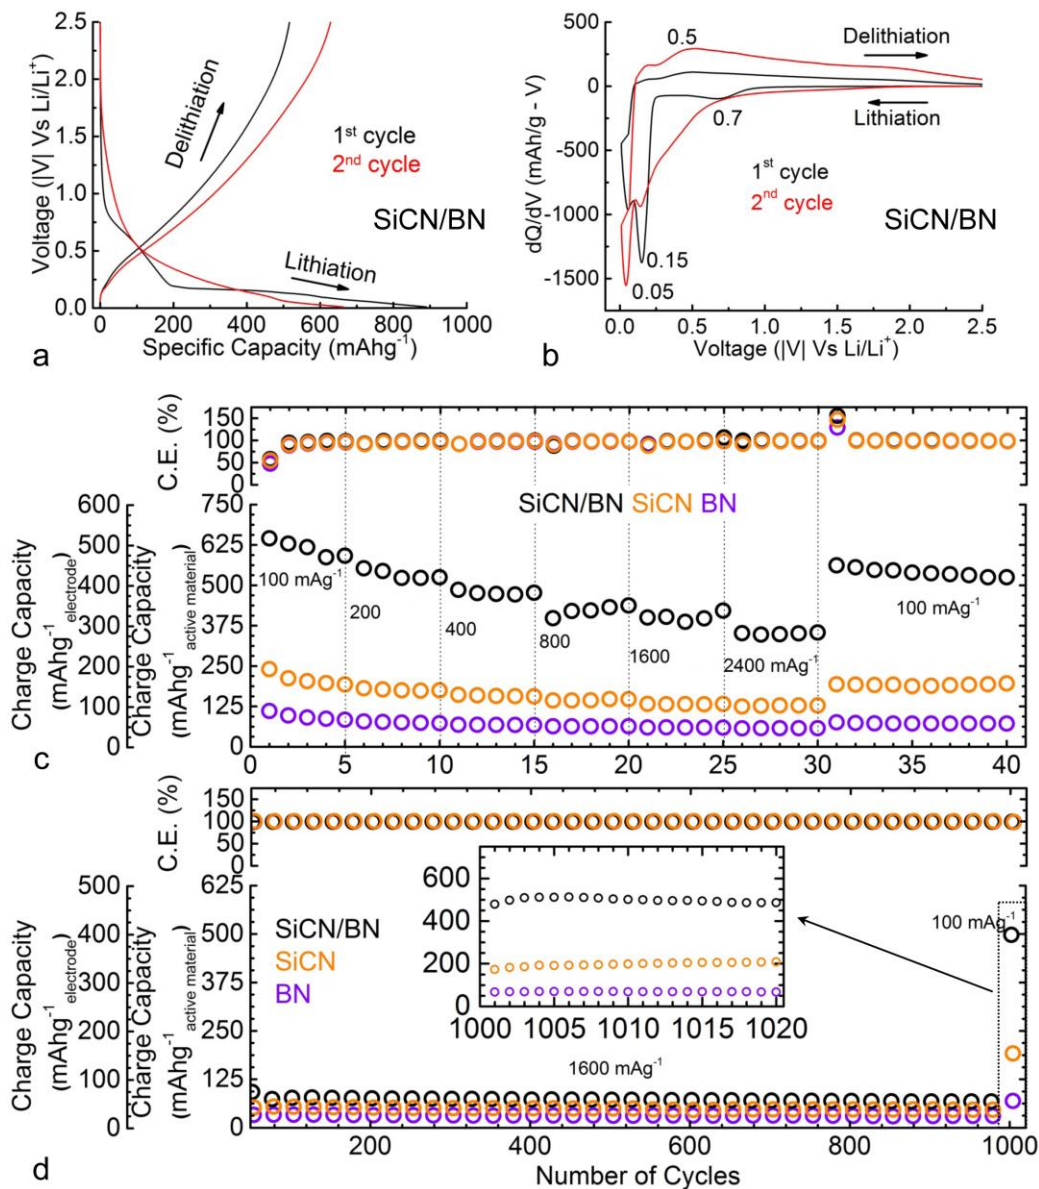 2.5
2.0
1.5
1.0
0.5
0.0
Voltage (|V| Vs Li/Li⁺)
Delithiation
1ˢᵗ cycle
2ⁿᵈ cycle
SiCN/BN
Lithiation
0 200 400 600 800 1000
Specific Capacity (mAhg⁻¹)
a
500
0
-500
-1000
-1500
dQ/dV (mAh/g - V)
0.5
Delithiation
Lithiation
0.7
1ˢᵗ cycle
2ⁿᵈ cycle
SiCN/BN
0.15
0.05
0.0 0.5 1.0 1.5 2.0 2.5
Voltage (|V| Vs Li/Li⁺)
b
C.E. (%)
150
100
50
0
SiCN/BN SiCN BN
600
500
400
300
200
100
0
Charge Capacity
(mAhg⁻¹ electrode)
750
625
500
375
250
125
0
Charge Capacity
(mAhg⁻¹ active material)
100 mAg⁻¹
200
400
800
1600
2400 mAg⁻¹
100 mAg⁻¹
0 5 10 15 20 25 30 35 40
c
C.E. (%)
150
100
50
0
500
400
300
200
100
0
Charge Capacity
(mAhg⁻¹ electrode)
625
500
375
250
125
0
Charge Capacity
(mAhg⁻¹ active material)
SiCN/BN
SiCN
BN
600
400
200
0
1000 1005 1010 1015 1020
1600 mAg⁻¹
100 mAg⁻¹
200 400 600 800 1000
Number of Cycles
d